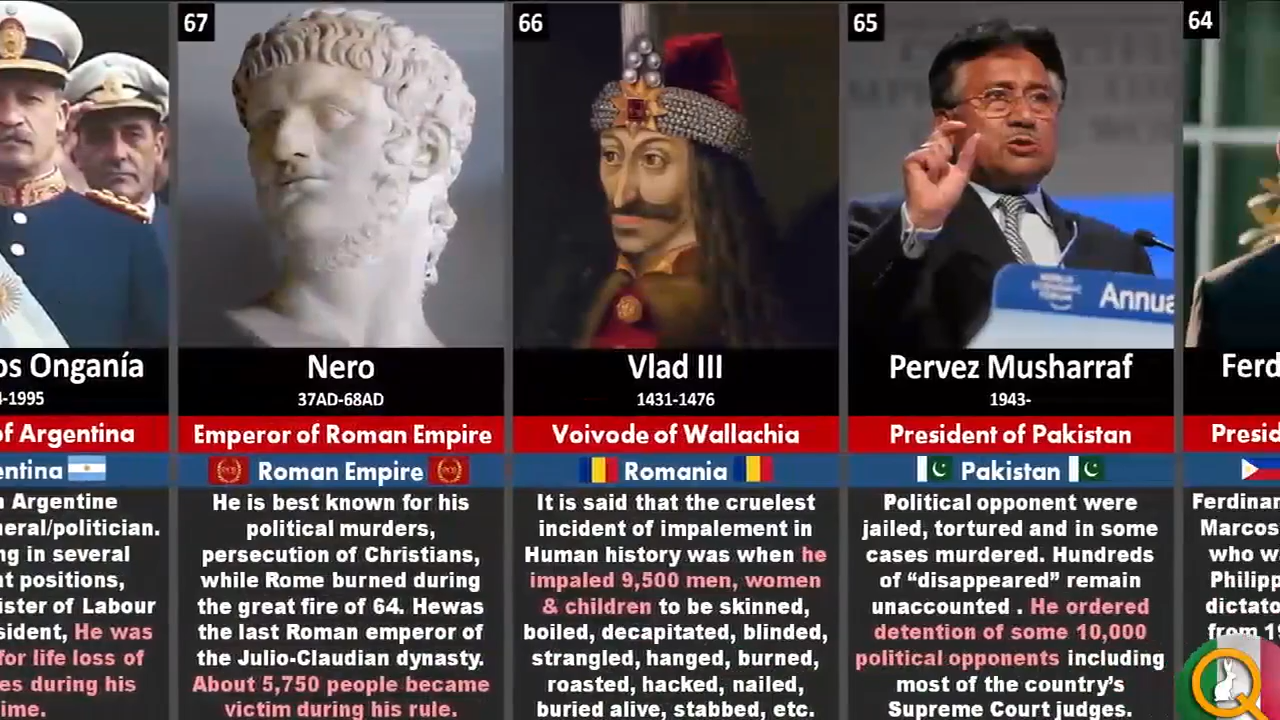 67
66
65
64
WORLD
ECONOMIC
FORUM
Annua
os Onganía
4-1995
of Argentina
entina
n Argentine
neral/politician.
ng in several
nt positions,
ister of Labour
sident, He was
for life loss of
es during his
ime.
Nero
37AD-68AD
Emperor of Roman Empire
Roman Empire
He is best known for his
political murders,
persecution of Christians,
while Rome burned during
the great fire of 64. Hewas
the last Roman emperor of
the Julio-Claudian dynasty.
About 5,750 people became
victim during his rule.
Vlad III
1431-1476
Voivode of Wallachia
Romania
It is said that the cruelest
incident of impalement in
Human history was when he
impaled 9,500 men, women
& children to be skinned,
boiled, decapitated, blinded,
strangled, hanged, burned,
roasted, hacked, nailed,
buried alive, stabbed, etc.
Pervez Musharraf
1943-
President of Pakistan
Pakistan
Political opponent were
jailed, tortured and in some
cases murdered. Hundreds
of “disappeared” remain
unaccounted . He ordered
detention of some 10,000
political opponents including
most of the country’s
Supreme Court judges.
Ferd
Presid
Ferdinan
Marcos
who w
Philipp
dictato
from 19